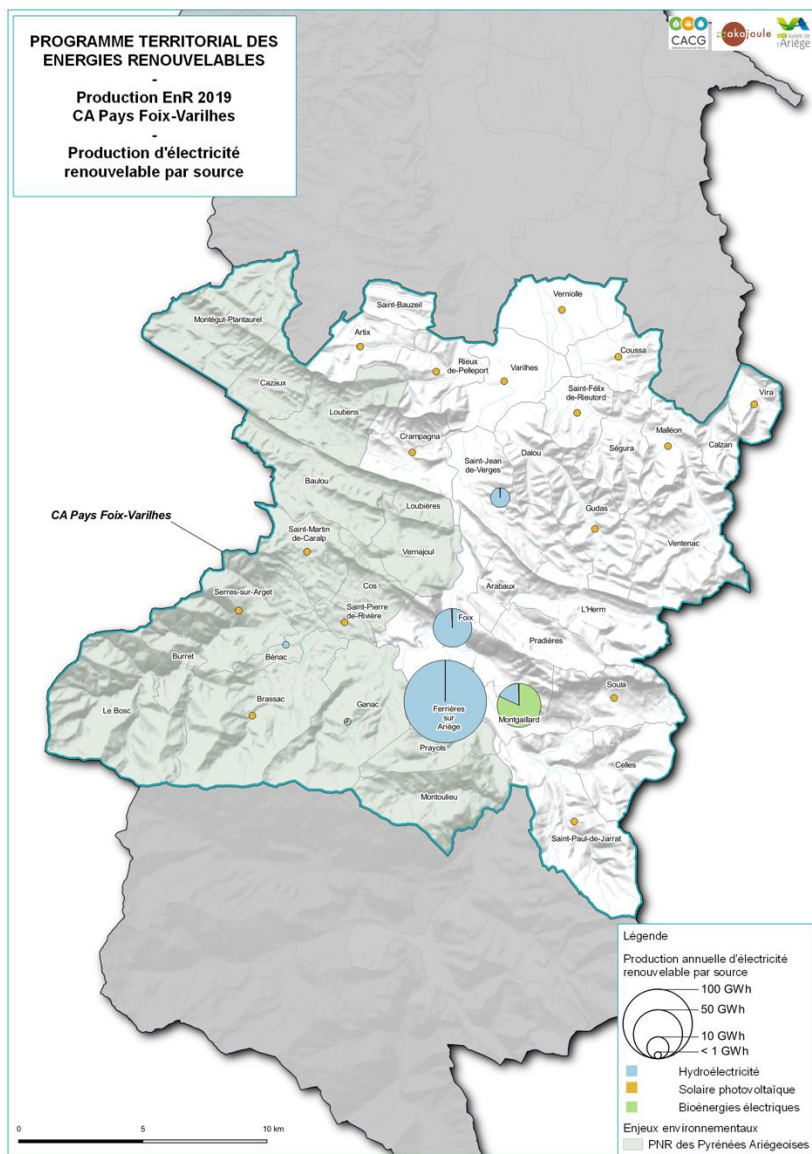 PROGRAMME TERRITORIAL DES
ENERGIES RENOUVELABLES
-
Production EnR 2019
CA Pays Foix-Varilhes
-
Production d'électricité
renouvelable par source
CACG
akajoule
Vallée de
l'Ariège
Verniolle
Saint-Bauzeil
Montégut-Plantaurel
Artix
Coussa
Rieux
de-Pelleport
Varilhes
Cazaux
Saint-Félix
de-Rieutord
Vira
Loubens
Malléon
Crampagna
Ségura
Calzan
Dalou
Saint-Jean
de-Verges
Baulou
Loubières
Gudas
CA Pays Foix-Varilhes
Saint-Martin
de-Caralp
Ventenac
Vernajoul
Cos
Arabaux
Serres-sur-Arget
Saint-Pierre
de-Rivière
L'Herm
Foix
Pradières
Burret
Bénac
Soula
Le Bosc
Brassac
Ganac
Ferrières
sur
Ariège
Montgaillard
Prayols
Celles
Montoulieu
Saint-Paul-de-Jarrat
Légende
Production annuelle d'électricité
renouvelable par source
100 GWh
50 GWh
10 GWh
< 1 GWh
Hydroélectricité
Solaire photovoltaïque
Bioénergies électriques
Enjeux environnementaux
PNR des Pyrénées Ariégeoises
0 5 10 km